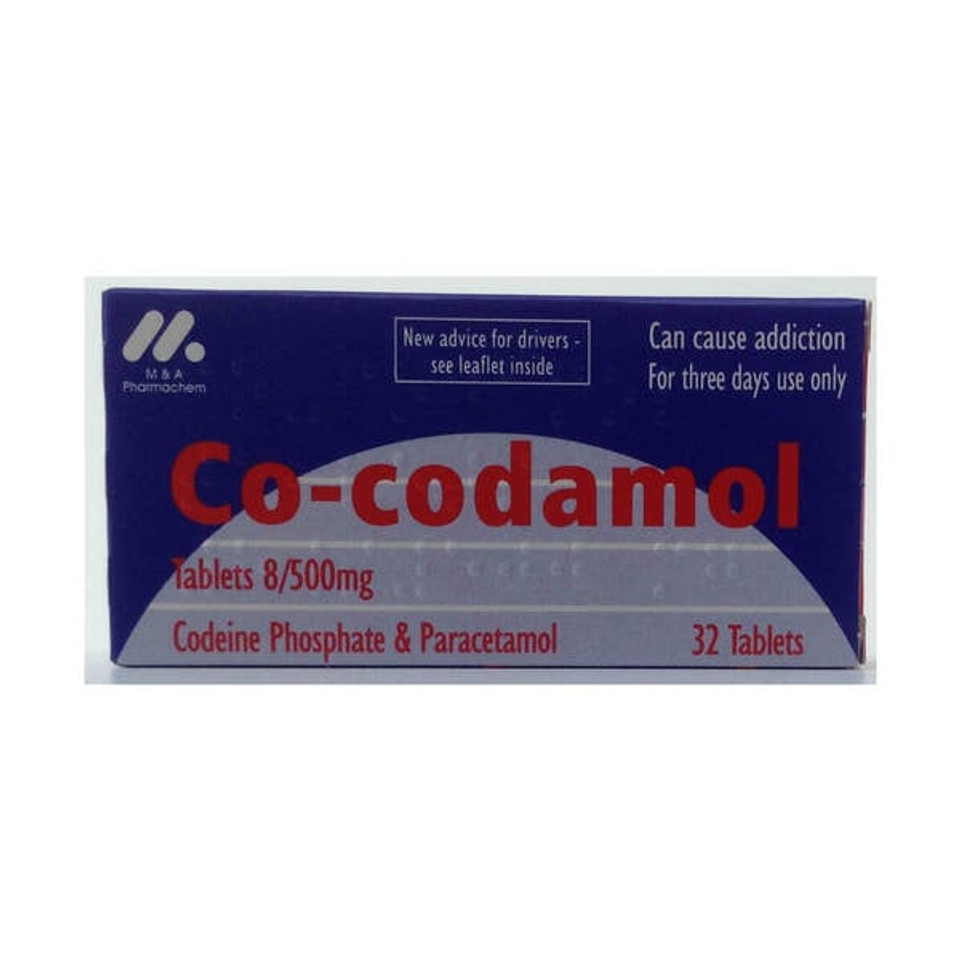 M & A
Pharmachem
New advice for drivers -
see leaflet inside
Can cause addiction
For three days use only
Co-codamol
Tablets 8/500mg
Codeine Phosphate & Paracetamol
32 Tablets